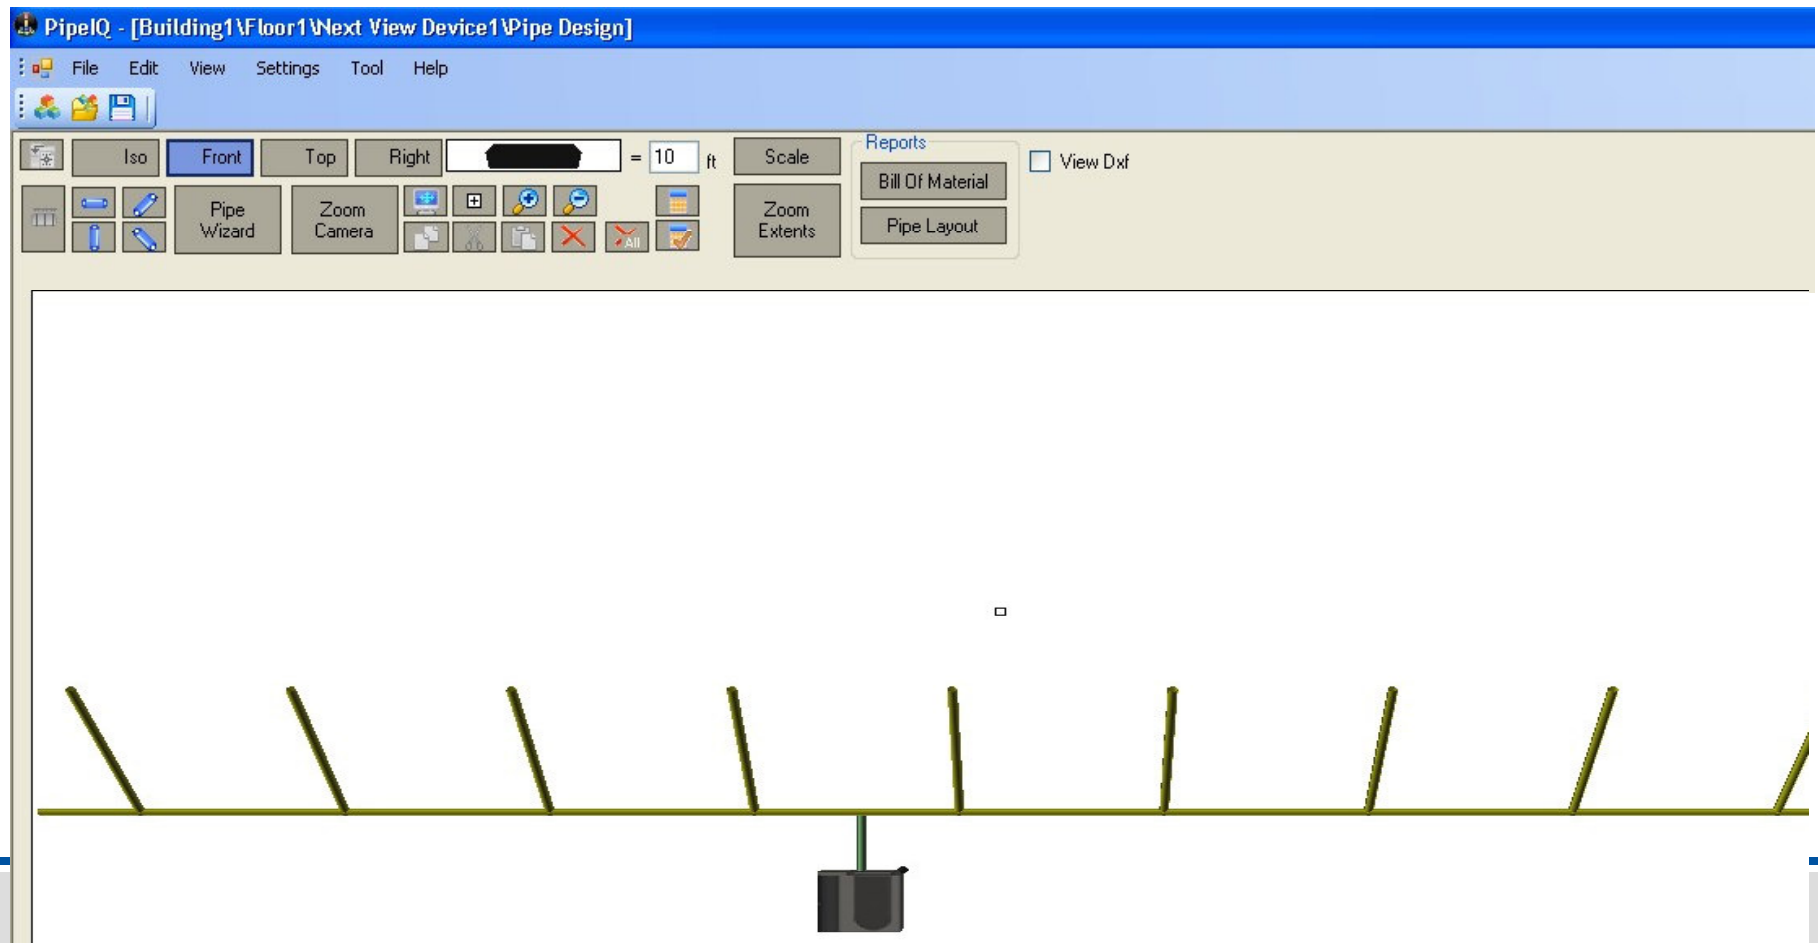 PipeIQ - [Building1\Floor1\Next View Device1\Pipe Design]
File Edit View Settings Tool Help
Iso Front Top Right = 10 ft Scale
Reports
View Dxf
Bill Of Material
Pipe Wizard
Zoom Camera
Zoom Extents
Pipe Layout
All